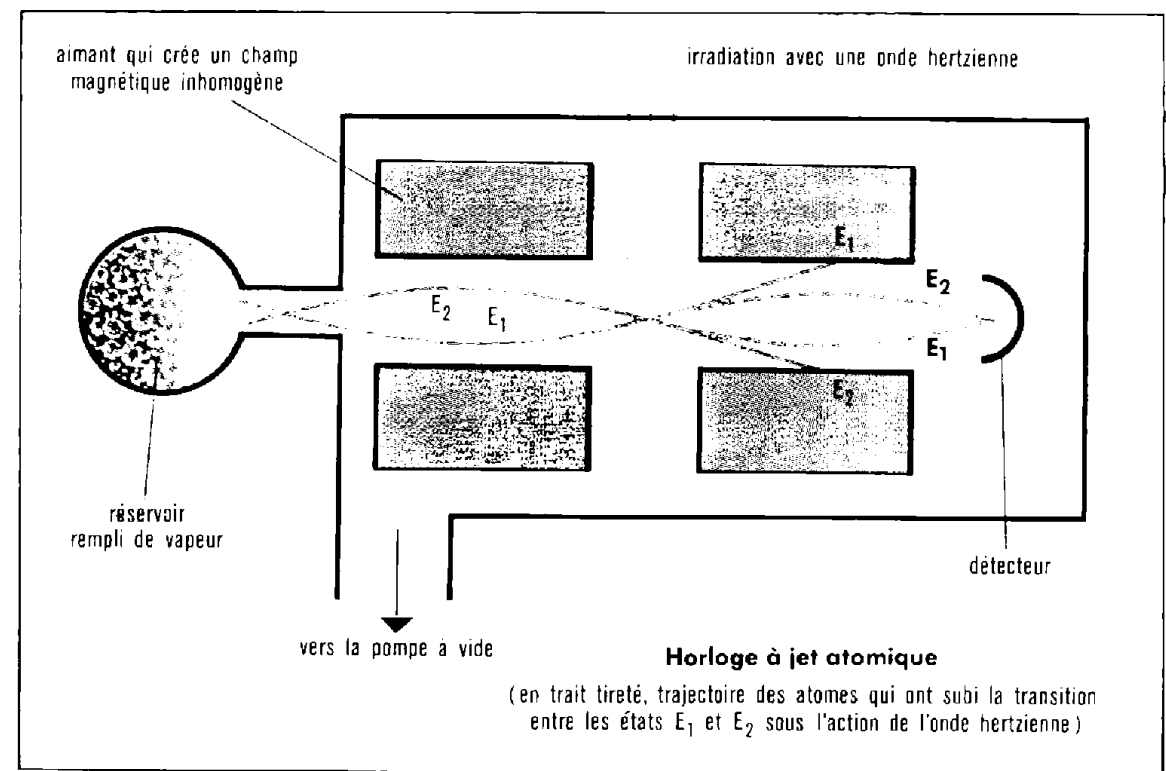 aimant qui crée un champ
magnétique inhomogène
irradiation avec une onde hertzienne
E₁
E₂
E₂
E₁
E₁
E₂
réservoir
rempli de vapeur
détecteur
vers la pompe à vide
Horloge à jet atomique
(en trait tireté, trajectoire des atomes qui ont subi la transition
entre les états E₁ et E₂ sous l'action de l'onde hertzienne)